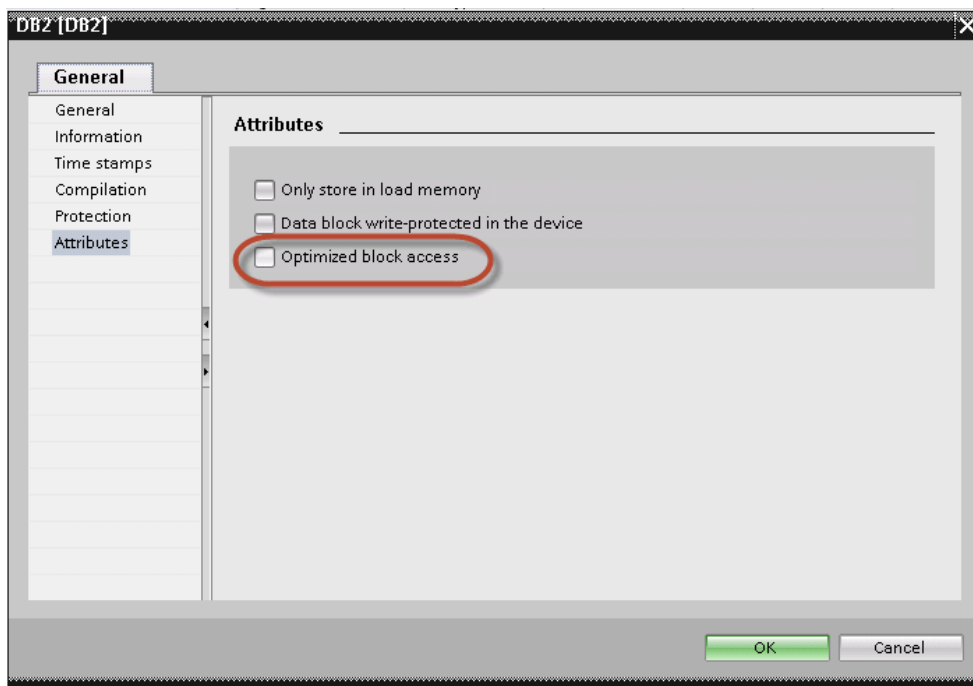 DB2 [DB2]
General
General
Information
Time stamps
Compilation
Protection
Attributes
Attributes
Only store in load memory
Data block write-protected in the device
Optimized block access
OK
Cancel